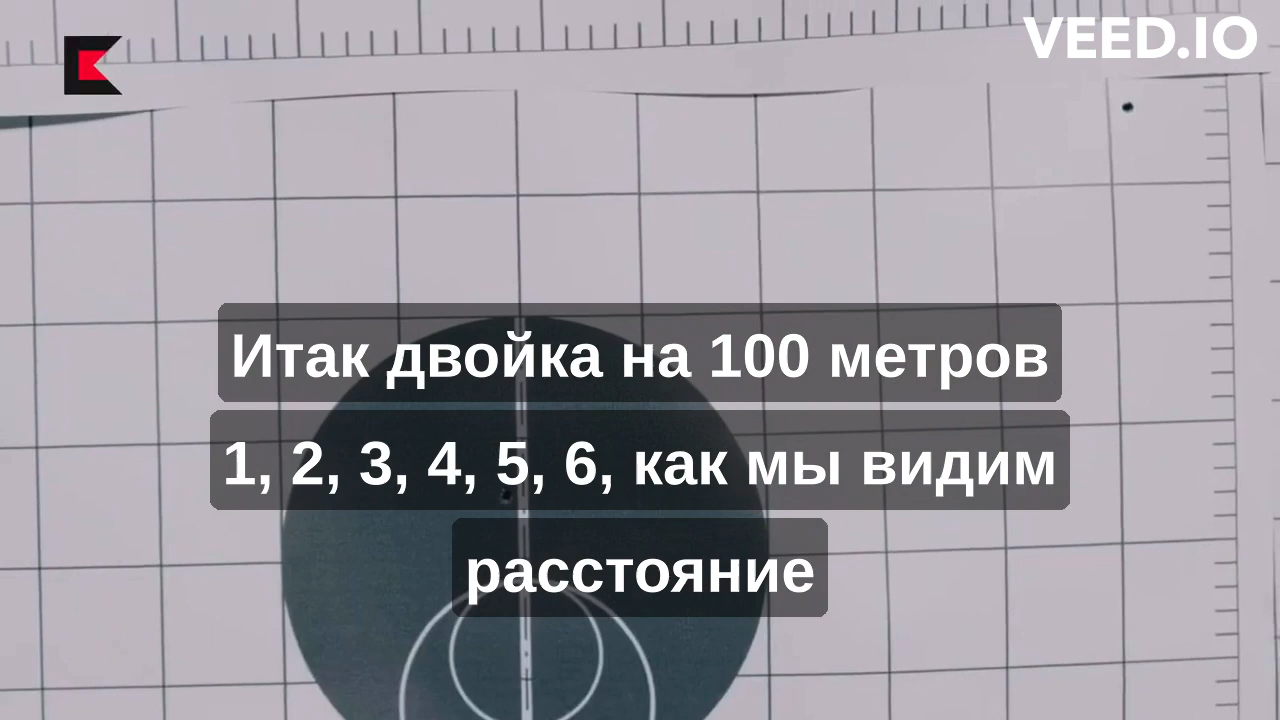 VEED.IO
Итак двойка на 100 метров
1, 2, 3, 4, 5, 6, как мы видим
расстояние